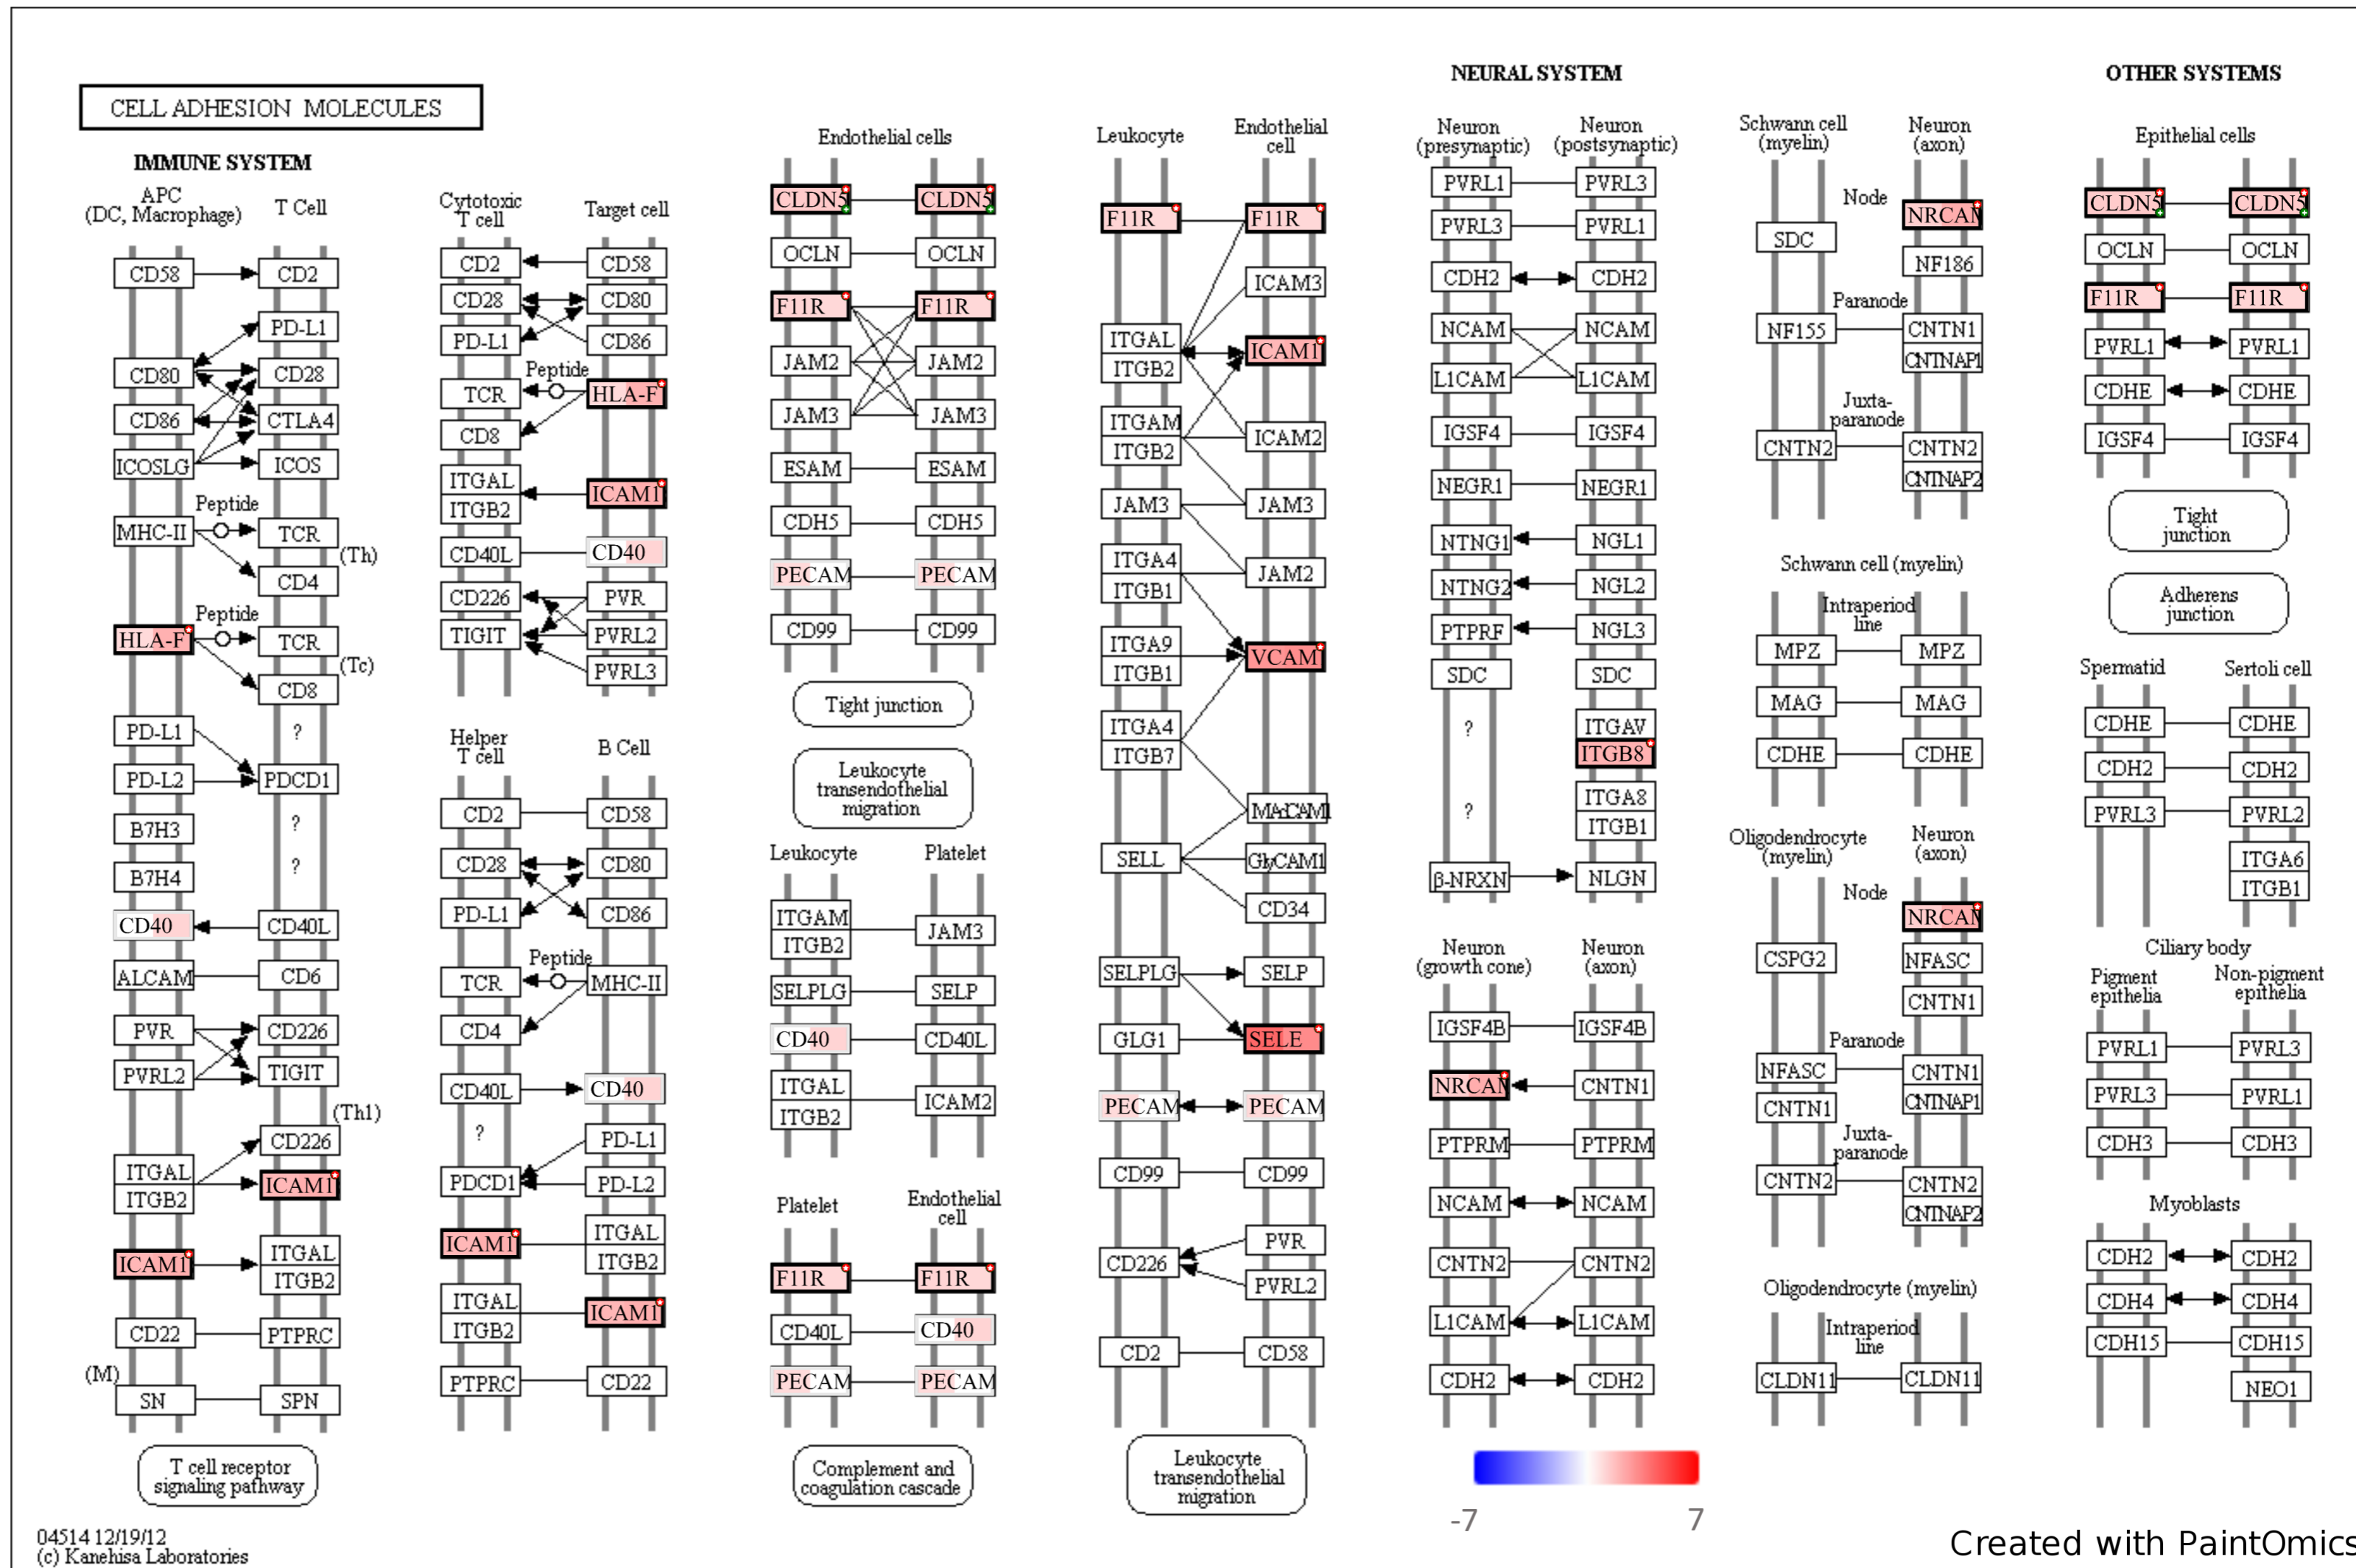 CELL ADHESION MOLECULES
IMMUNE SYSTEM
APC
(DC, Macrophage)
T Cell
CD58
CD2
PD-L1
CD80
CD28
CD86
CTLA4
ICOSLG
ICOS
Peptide
MHC-II
TCR
(Th)
CD4
Peptide
HLA-F
TCR
(Tc)
CD8
PD-L1
?
PD-L2
PDCD1
B7H3
?
B7H4
?
CD40
CD40L
ALCAM
CD6
PVR
CD226
PVRL2
TIGIT
(Th1)
CD226
ITGAL
ITGB2
ICAM1
ICAM1
ITGAL
ITGB2
CD22
PTPRC
(M)
SN
SPN
T cell receptor
signaling pathway
04514 12/19/12
(c) Kanehisa Laboratories
Cytotoxic
T cell
Target cell
CD2
CD58
CD28
CD80
PD-L1
CD86
Peptide
TCR
HLA-F
CD8
ITGAL
ITGB2
ICAM1
CD40L
CD40
CD226
PVR
TIGIT
PVRL2
PVRL3
Helper
T cell
B Cell
CD2
CD58
CD28
CD80
PD-L1
CD86
Peptide
TCR
MHC-II
CD4
CD40L
CD40
?
PD-L1
PDCD1
PD-L2
ICAM1
ITGAL
ITGB2
ITGAL
ITGB2
ICAM1
PTPRC
CD22
Endothelial cells
CLDN5
CLDN5
OCLN
OCLN
F11R
F11R
JAM2
JAM2
JAM3
JAM3
ESAM
ESAM
CDH5
CDH5
PECAM
PECAM
CD99
CD99
Tight junction
Leukocyte
transendothelial
migration
Leukocyte
Platelet
ITGAM
ITGB2
JAM3
SELPLG
SELP
CD40
CD40L
ITGAL
ITGB2
ICAM2
Platelet
Endothelial
cell
F11R
F11R
CD40L
CD40
PECAM
PECAM
Complement and
coagulation cascade
Leukocyte
Endothelial
cell
F11R
F11R
ICAM3
ITGAL
ITGB2
ICAM1
ITGAM
ITGB2
ICAM2
JAM3
JAM3
ITGA4
ITGB1
JAM2
ITGA9
ITGB1
VCAM
ITGA4
ITGB7
MAdCAM1
SELL
GlyCAM1
CD34
SELPLG
SELP
GLG1
SELE
PECAM
PECAM
CD99
CD99
PVR
CD226
PVRL2
CD2
CD58
Leukocyte
transendothelial
migration
NEURAL SYSTEM
Neuron
(presynaptic)
Neuron
(postsynaptic)
PVRL1
PVRL3
PVRL3
PVRL1
CDH2
CDH2
NCAM
NCAM
L1CAM
L1CAM
IGSF4
IGSF4
NEGR1
NEGR1
NTNG1
NGL1
NTNG2
NGL2
PTPRF
NGL3
SDC
SDC
?
ITGAV
ITGB8
?
ITGA8
ITGB1
β-NRXN
NLGN
Neuron
(growth cone)
Neuron
(axon)
IGSF4B
IGSF4B
NRCAM
CNTN1
PTPRM
PTPRM
NCAM
NCAM
CNTN2
CNTN2
L1CAM
L1CAM
CDH2
CDH2
-7
7
Schwann cell
(myelin)
Neuron
(axon)
Node
NRCAM
SDC
NF186
Paranode
NF155
CNTN1
CNTNAP1
Juxta-
paranode
CNTN2
CNTN2
CNTNAP2
Schwann cell (myelin)
Intraperiod
line
MPZ
MPZ
MAG
MAG
CDHE
CDHE
Oligodendrocyte
(myelin)
Neuron
(axon)
Node
NRCAM
CSPG2
NFASC
CNTN1
Paranode
NFASC
CNTN1
CNTN1
CNTNAP1
Juxta-
paranode
CNTN2
CNTN2
CNTNAP2
Oligodendrocyte (myelin)
Intraperiod
line
CLDN11
CLDN11
OTHER SYSTEMS
Epithelial cells
CLDN5
CLDN5
OCLN
OCLN
F11R
F11R
PVRL1
PVRL1
CDHE
CDHE
IGSF4
IGSF4
Tight
junction
Adherens
junction
Spermatid
Sertoli cell
CDHE
CDHE
CDH2
CDH2
PVRL3
PVRL2
ITGA6
ITGB1
Ciliary body
Pigment
epithelia
Non-pigment
epithelia
PVRL1
PVRL3
PVRL3
PVRL1
CDH3
CDH3
Myoblasts
CDH2
CDH2
CDH4
CDH4
CDH15
CDH15
NEO1
Created with PaintOmics